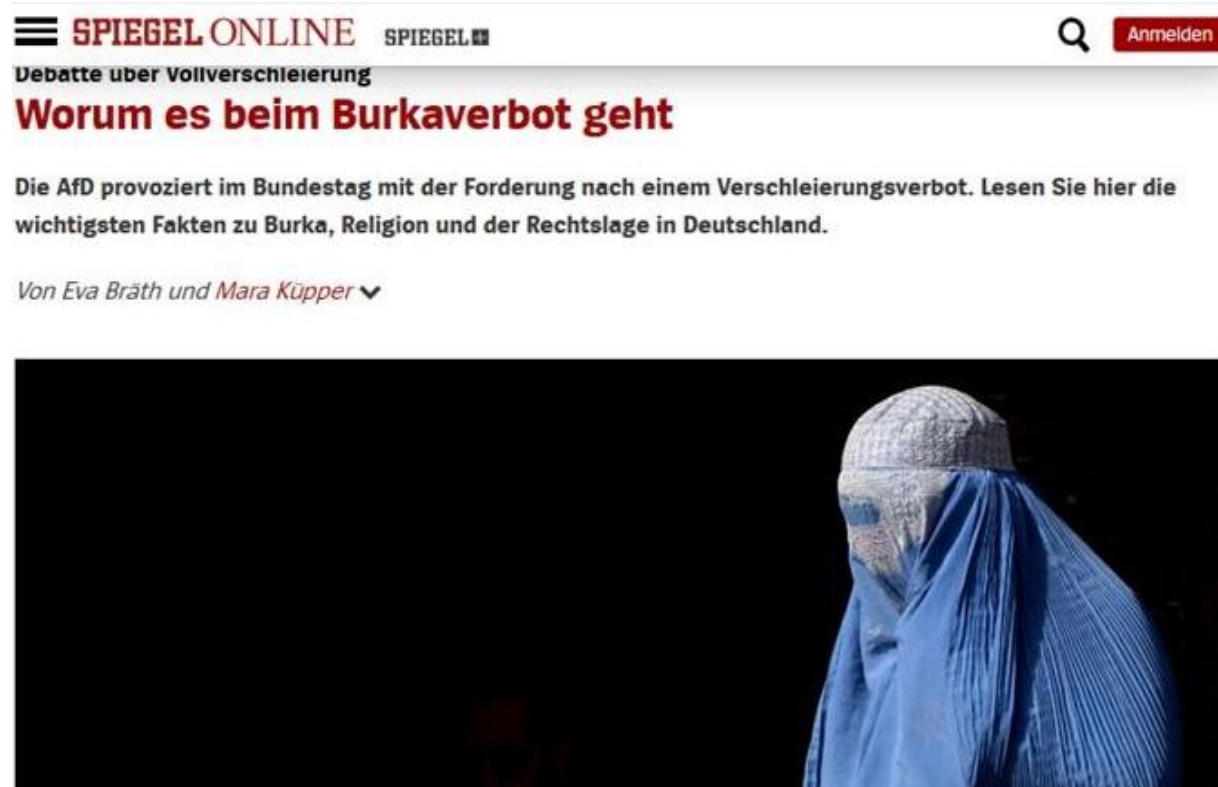 SPIEGEL ONLINE SPIEGEL+
Anmelden
Debatte über Vollverschleierung
Worum es beim Burkaverbot geht
Die AfD provoziert im Bundestag mit der Forderung nach einem Verschleierungsverbot. Lesen Sie hier die
wichtigsten Fakten zu Burka, Religion und der Rechtslage in Deutschland.
Von Eva Bräth und Mara Küpper